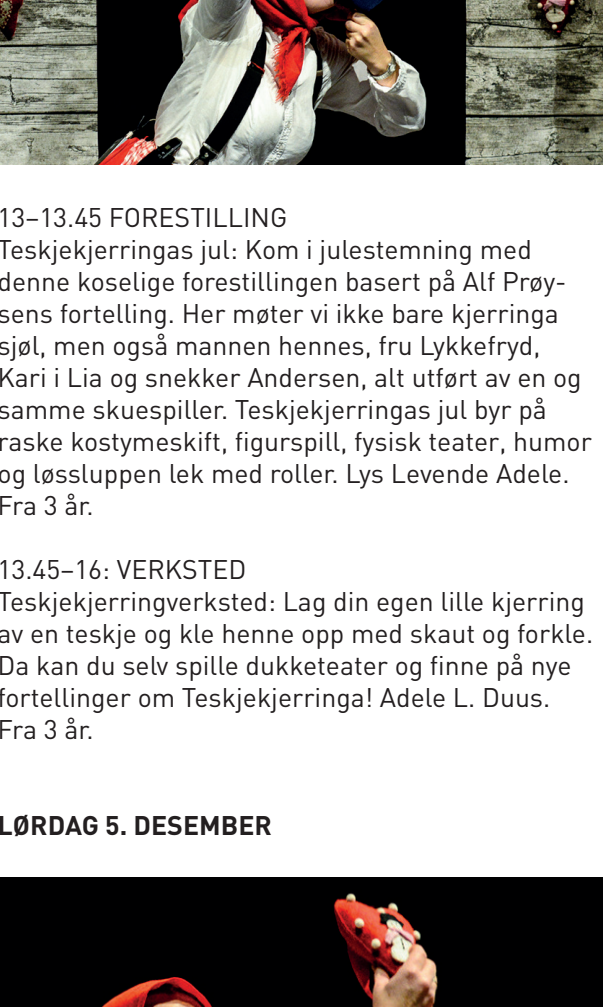 13–13.45 FORESTILLING
Teskjekjerringas jul: Kom i julestemning med
denne koselige forestillingen basert på Alf Prøy-
sens fortelling. Her møter vi ikke bare kjerringa
sjøl, men også mannen hennes, fru Lykkefryd,
Kari i Lia og snekker Andersen, alt utført av en og
samme skuespiller. Teskjekjerringas jul byr på
raske kostymeskift, figurspill, fysisk teater, humor
og løssluppen lek med roller. Lys Levende Adele.
Fra 3 år.
13.45–16: VERKSTED
Teskjekjerringverksted: Lag din egen lille kjerring
av en teskje og kle henne opp med skaut og forkle.
Da kan du selv spille dukketeater og finne på nye
fortellinger om Teskjekjerringa! Adele L. Duus.
Fra 3 år.
LØRDAG 5. DESEMBER